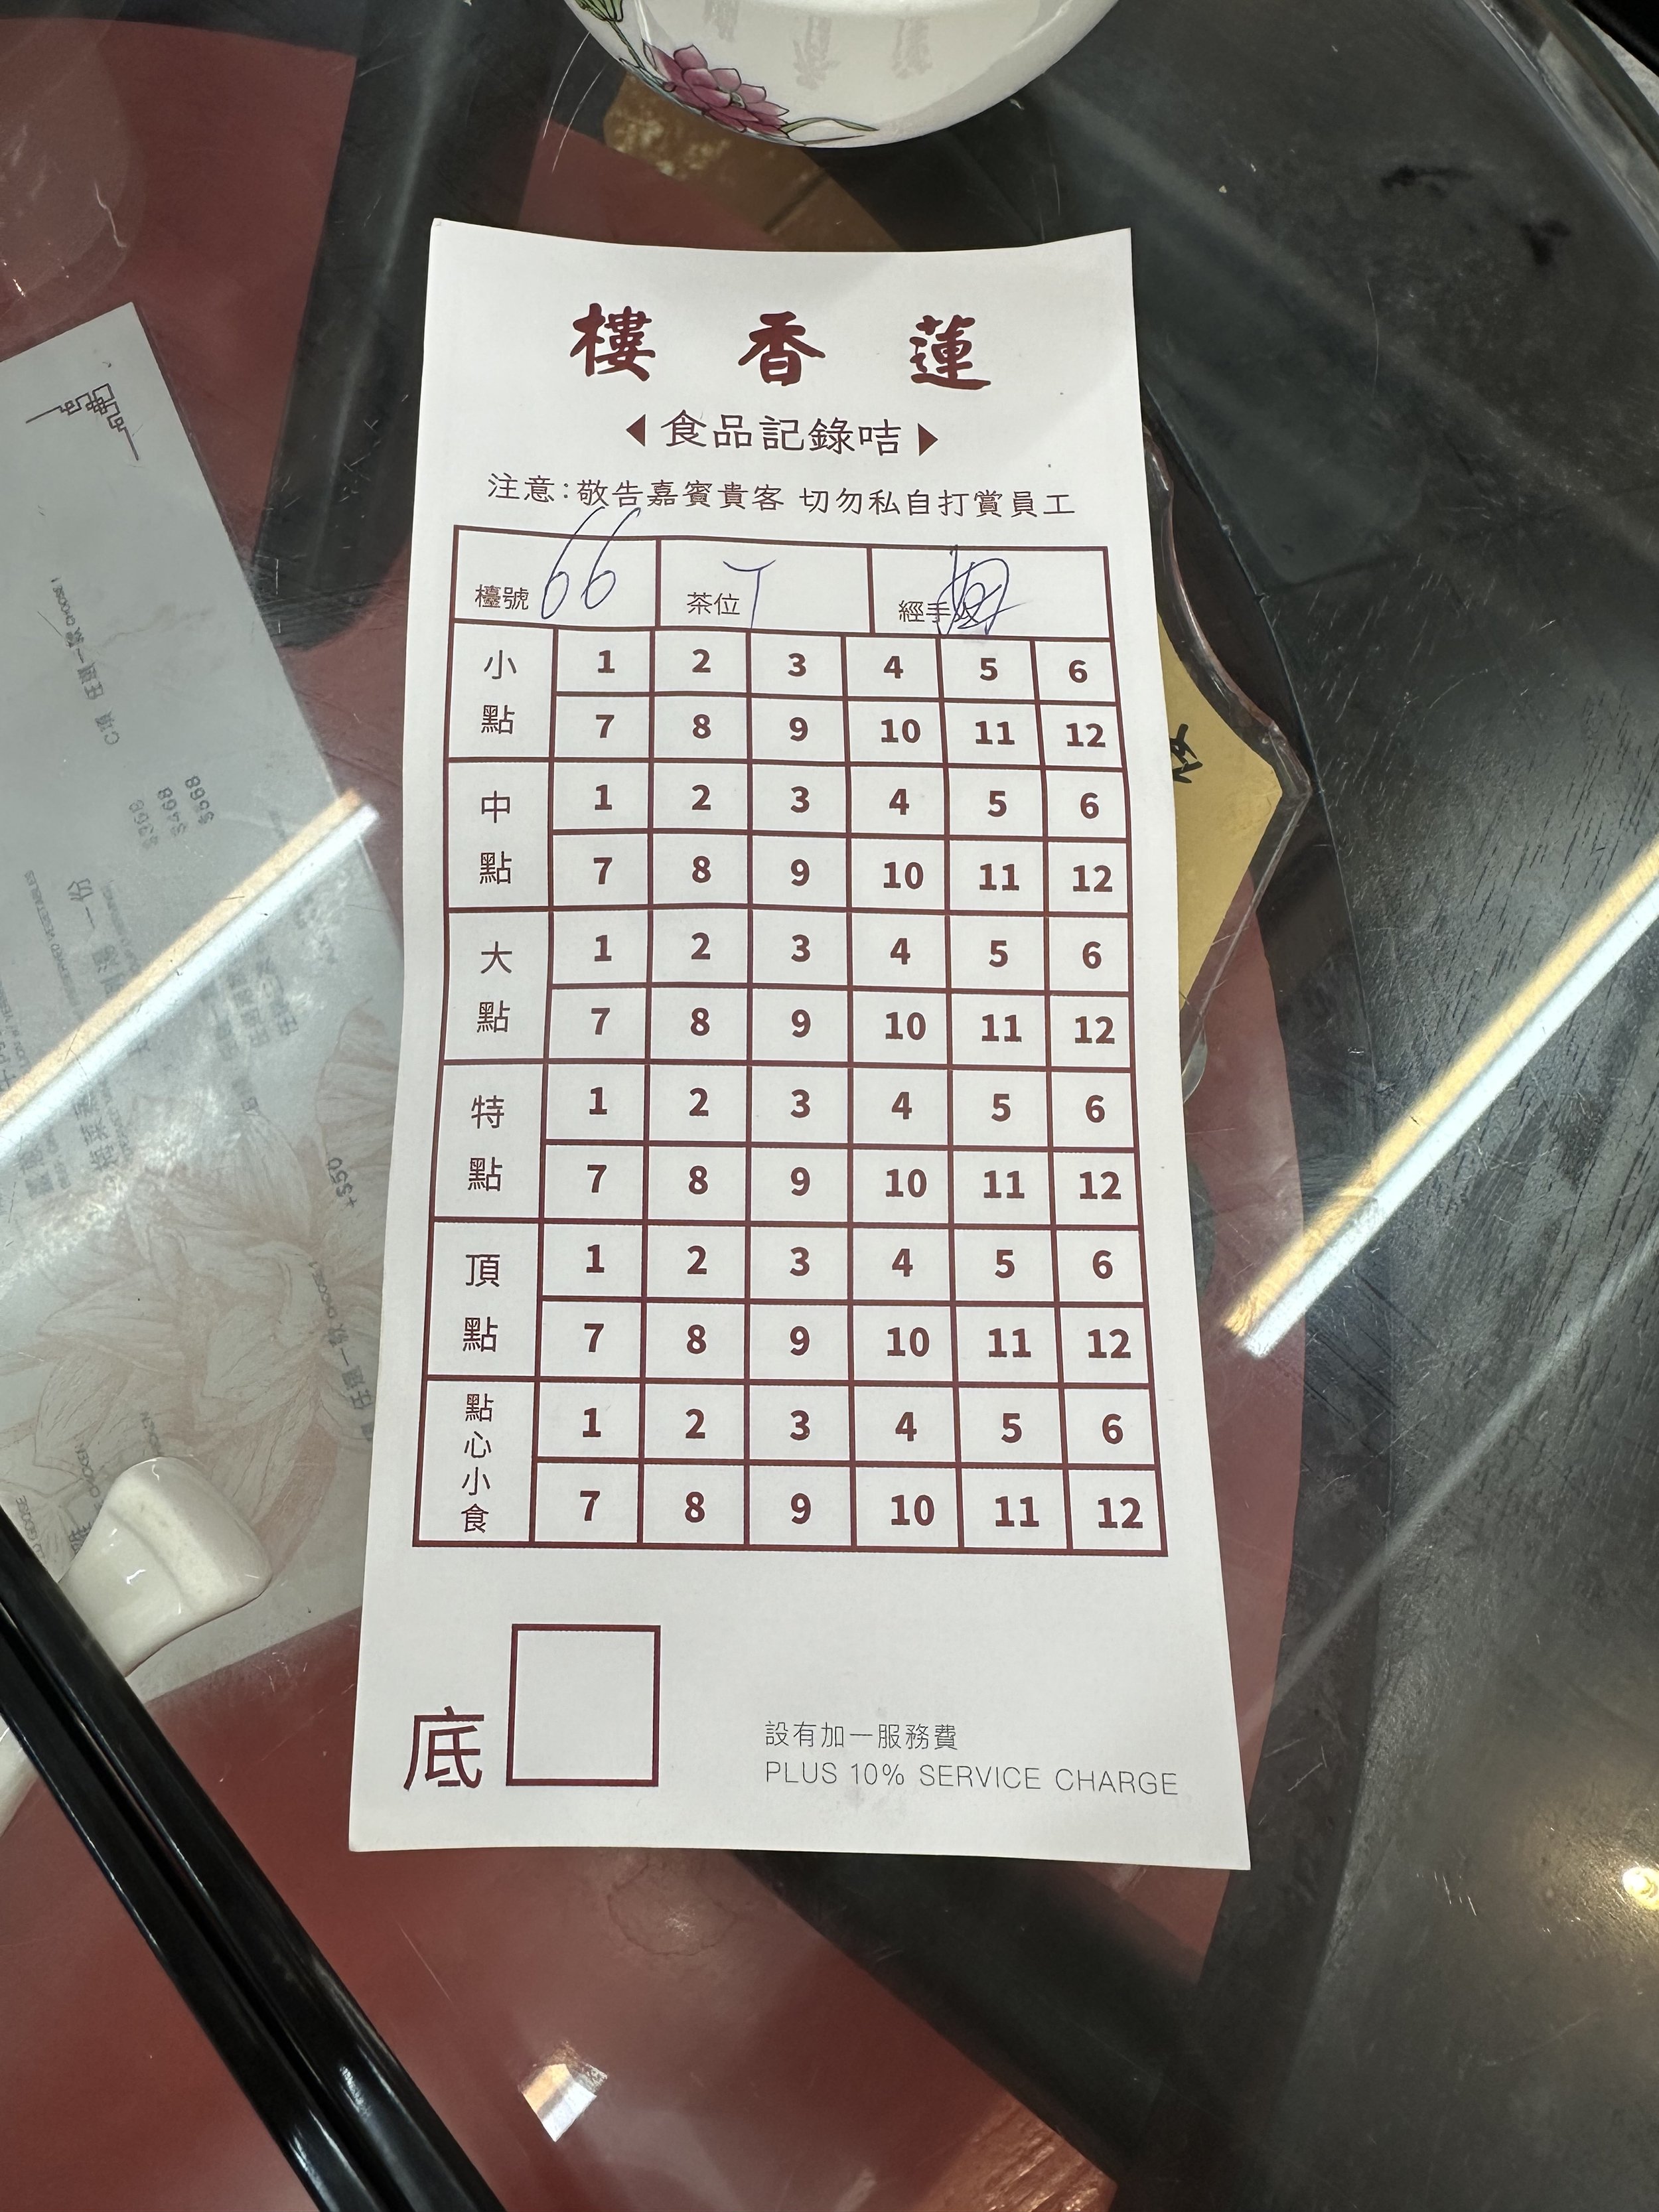 蓮香樓
食品記錄咭
注意：敬告嘉賓貴客 切勿私自打賞員工
檯號 66 茶位 T 經手
小點 1 2 3 4 5 6
7 8 9 10 11 12
中點 1 2 3 4 5 6
7 8 9 10 11 12
大點 1 2 3 4 5 6
7 8 9 10 11 12
特點 1 2 3 4 5 6
7 8 9 10 11 12
頂點 1 2 3 4 5 6
7 8 9 10 11 12
點心小食 1 2 3 4 5 6
7 8 9 10 11 12
底
設有加一服務費
PLUS 10% SERVICE CHARGE
$468
$568
+$50